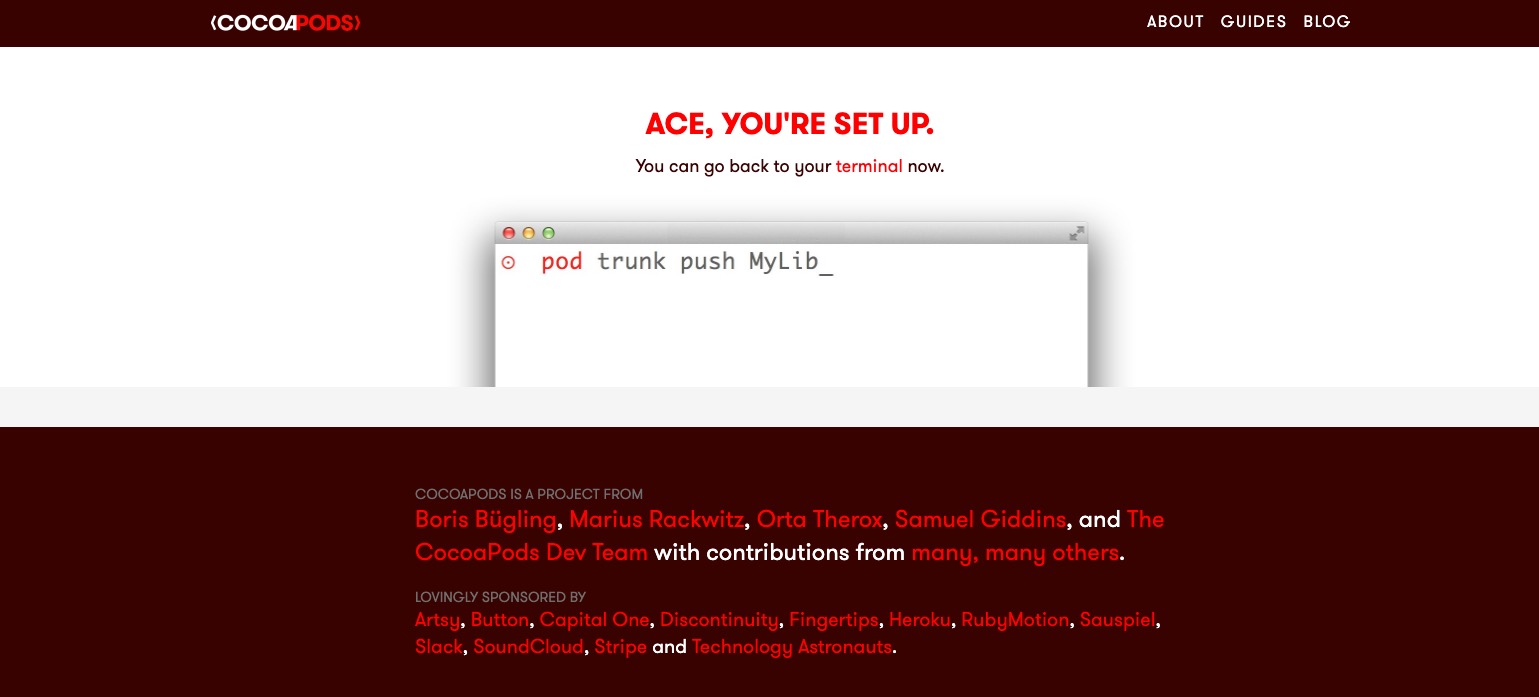 COCOAPODS
ABOUT GUIDES BLOG
ACE, YOU'RE SET UP.
You can go back to your terminal now.
pod trunk push MyLib_
COCOAPODS IS A PROJECT FROM
Boris Bügling, Marius Rackwitz, Orta Therox, Samuel Giddins, and The
CocoaPods Dev Team with contributions from many, many others.
LOVINGLY SPONSORED BY
Artsy, Button, Capital One, Discontinuity, Fingertips, Heroku, RubyMotion, Sauspiel,
Slack, SoundCloud, Stripe and Technology Astronauts.